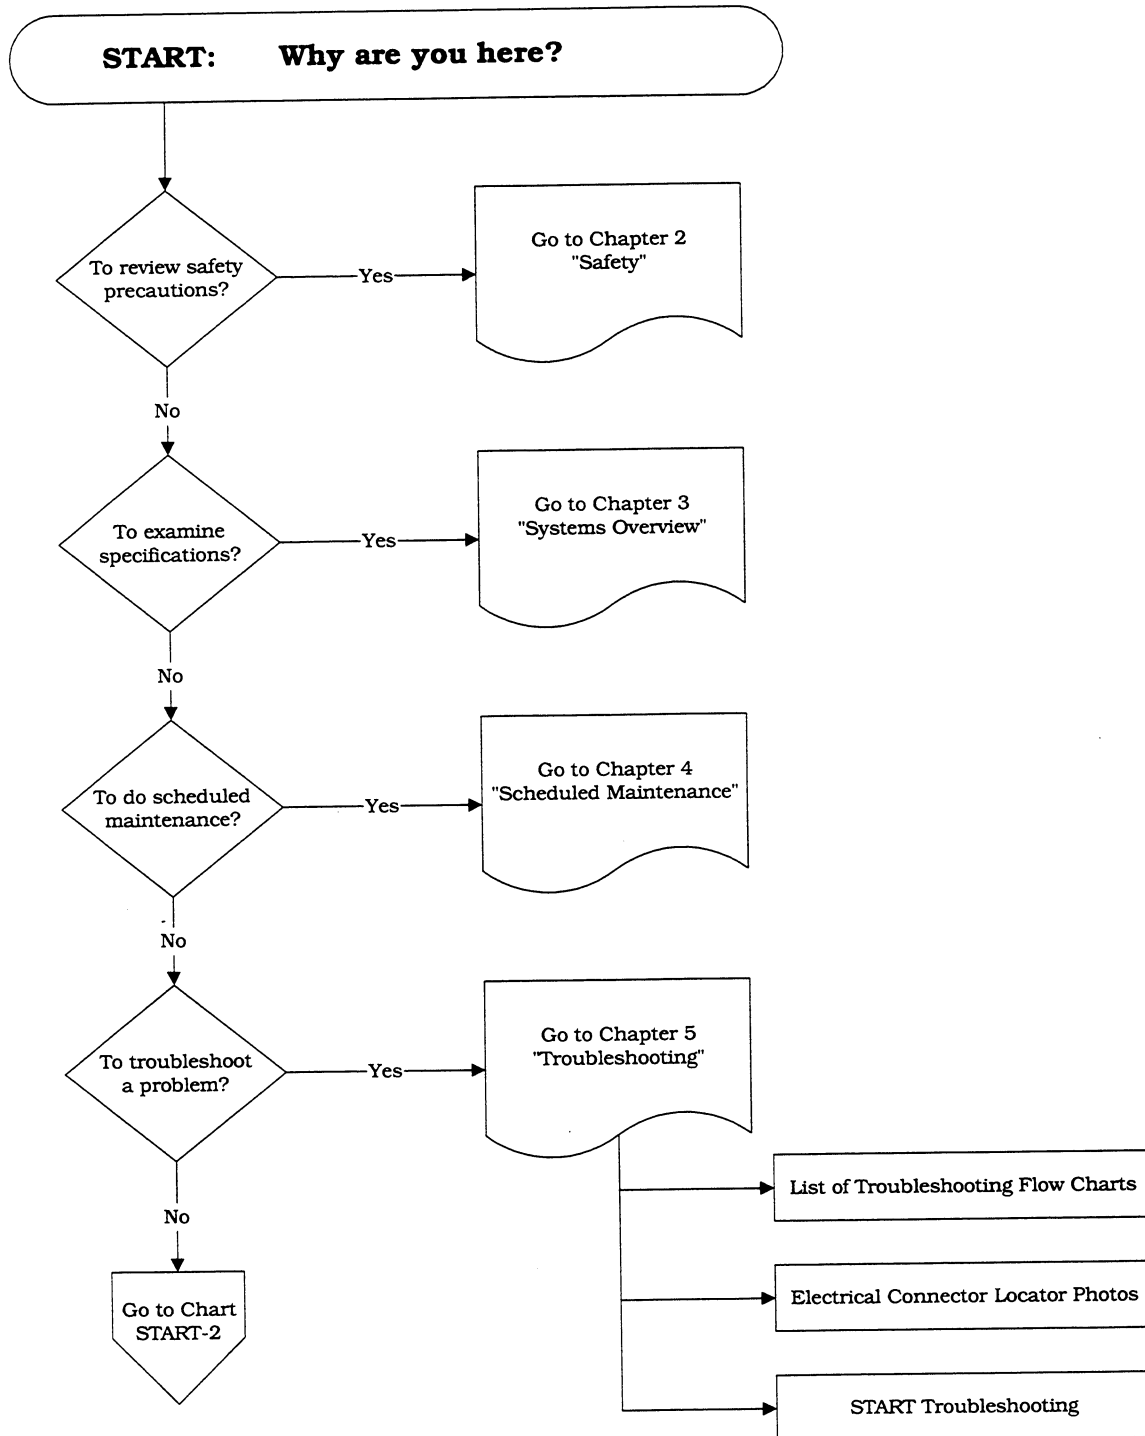 START: Why are you here?
To review safety
precautions?
Yes
Go to Chapter 2
"Safety"
No
To examine
specifications?
Yes
Go to Chapter 3
"Systems Overview"
No
To do scheduled
maintenance?
Yes
Go to Chapter 4
"Scheduled Maintenance"
No
To troubleshoot
a problem?
Yes
Go to Chapter 5
"Troubleshooting"
List of Troubleshooting Flow Charts
Electrical Connector Locator Photos
START Troubleshooting
No
Go to Chart
START-2